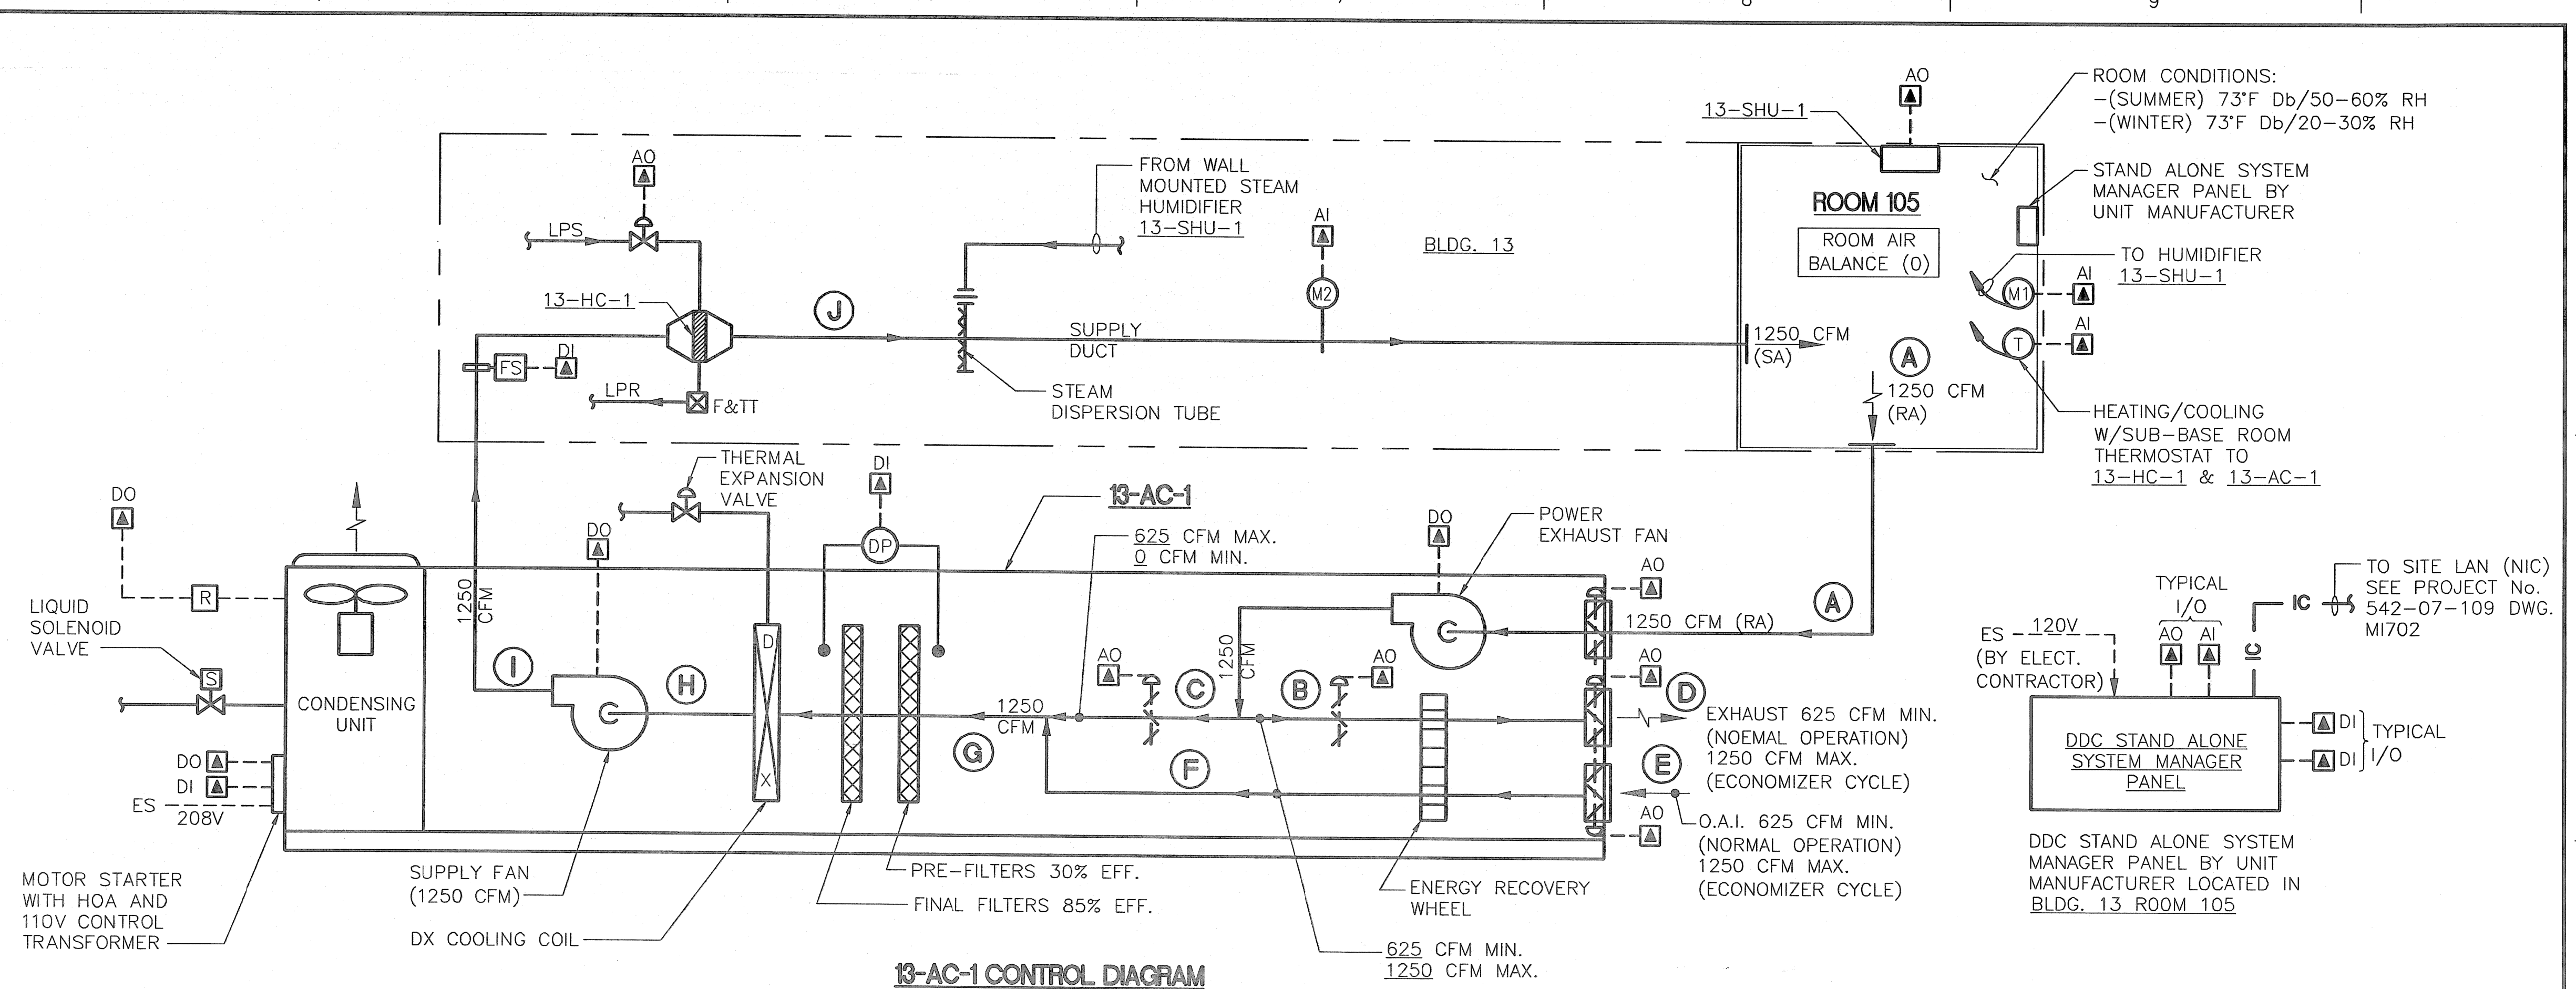 8
9
AO
ROOM CONDITIONS:
-(SUMMER) 73°F Db/50-60% RH
-(WINTER) 73°F Db/20-30% RH
13-SHU-1
STAND ALONE SYSTEM
MANAGER PANEL BY
UNIT MANUFACTURER
AO
FROM WALL
MOUNTED STEAM
HUMIDIFIER
13-SHU-1
AI
BLDG. 13
ROOM 105
ROOM AIR
BALANCE (0)
LPS
TO HUMIDIFIER
13-SHU-1
13-HC-1
J
M2
M1
AI
SUPPLY
DUCT
1250 CFM
(SA)
A
T
AI
FS
DI
LPR
F&TT
STEAM
DISPERSION TUBE
1250 CFM
(RA)
HEATING/COOLING
W/SUB-BASE ROOM
THERMOSTAT TO
13-HC-1 & 13-AC-1
THERMAL
EXPANSION
VALVE
DI
13-AC-1
DO
DO
DP
625 CFM MAX.
0 CFM MIN.
DO
POWER
EXHAUST FAN
AO
TO SITE LAN (NIC)
SEE PROJECT No.
542-07-109 DWG.
MI702
TYPICAL
I/O
IC
LIQUID
SOLENOID
VALVE
R
1250
CFM
C
1250 CFM (RA)
A
ES
120V
(BY ELECT.
CONTRACTOR)
AO
AI
IC
S
CONDENSING
UNIT
I
C
H
D
X
1250
CFM
G
AO
C
1250
CFM
B
AO
AO
D
EXHAUST 625 CFM MIN.
(NOEMAL OPERATION)
1250 CFM MAX.
(ECONOMIZER CYCLE)
F
E
DDC STAND ALONE
SYSTEM MANAGER
PANEL
DI
DI
TYPICAL
I/O
DO
DI
ES
208V
AO
O.A.I. 625 CFM MIN.
(NORMAL OPERATION)
1250 CFM MAX.
(ECONOMIZER CYCLE)
DDC STAND ALONE SYSTEM
MANAGER PANEL BY UNIT
MANUFACTURER LOCATED IN
BLDG. 13 ROOM 105
MOTOR STARTER
WITH HOA AND
110V CONTROL
TRANSFORMER
SUPPLY FAN
(1250 CFM)
DX COOLING COIL
PRE-FILTERS 30% EFF.
FINAL FILTERS 85% EFF.
ENERGY RECOVERY
WHEEL
625 CFM MIN.
1250 CFM MAX.
13-AC-1 CONTROL DIAGRAM